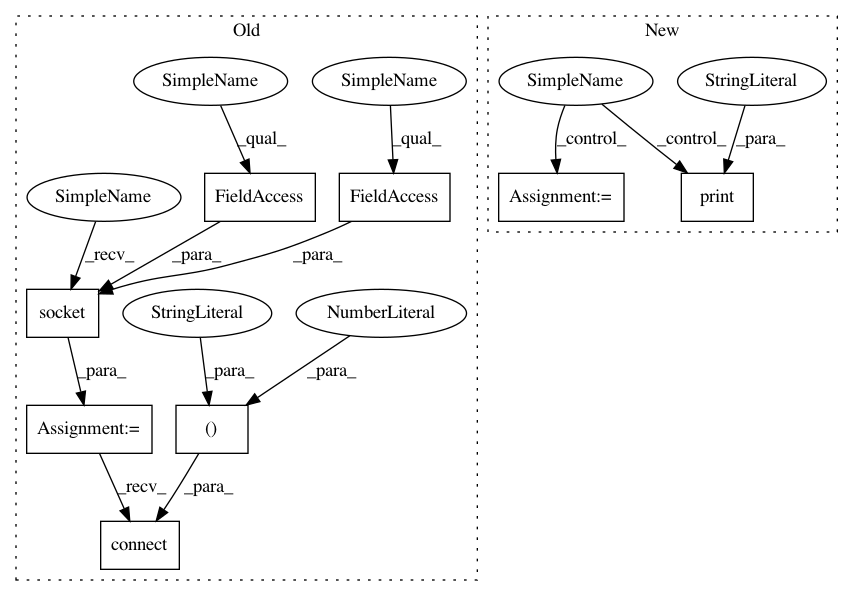 Old
New
SimpleName
SimpleName
SimpleName
StringLiteral
_qual_
_qual_
_control_
_control_
_para_
SimpleName
FieldAccess
FieldAccess
Assignment:=
print
_recv_
_para_
_para_
socket
StringLiteral
NumberLiteral
_para_
_para_
_para_
Assignment:=
()
_recv_
_para_
connect